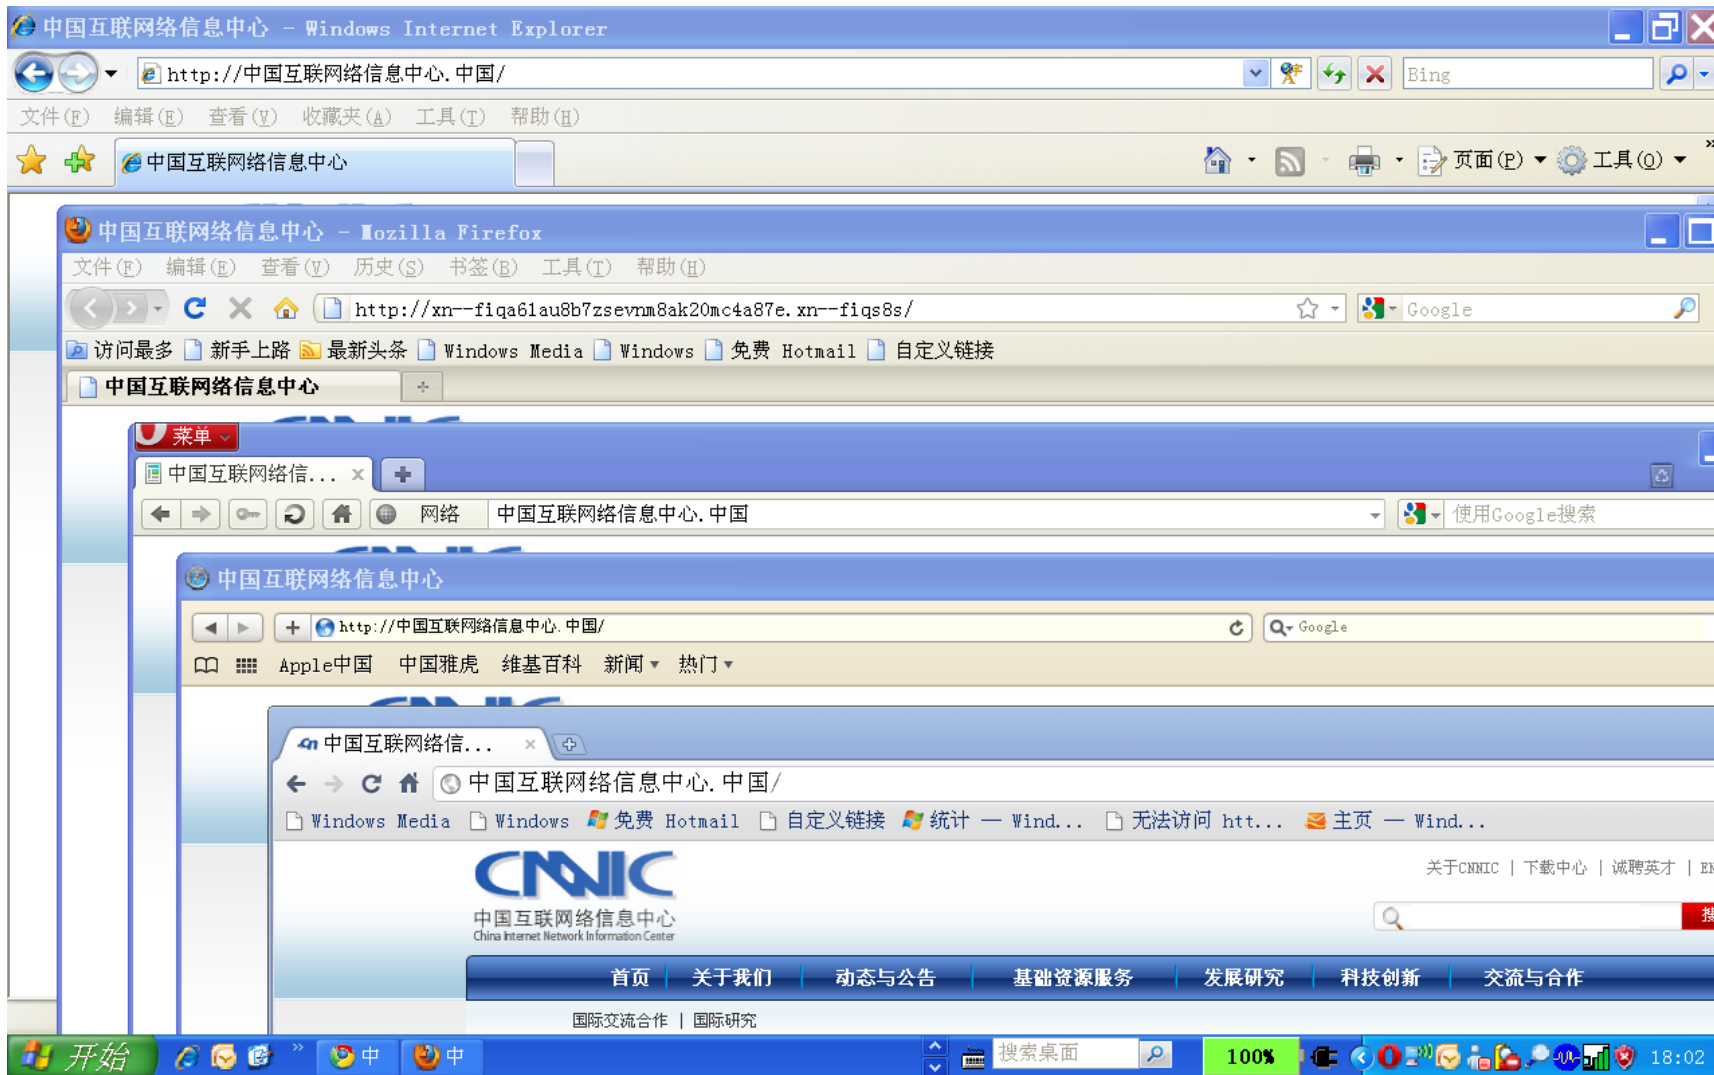 中国互联网络信息中心 - Windows Internet Explorer
http://中国互联网络信息中心.中国/ Bing
文件(F) 编辑(E) 查看(V) 收藏夹(A) 工具(T) 帮助(H)
中国互联网络信息中心 页面(P) 工具(O) »
中国互联网络信息中心 - Mozilla Firefox
文件(F) 编辑(E) 查看(V) 历史(S) 书签(B) 工具(T) 帮助(H)
http://xn--fiqa61au8b7zsevnm8ak20mc4a87e.xn--fiqs8s/ Google
访问最多 新手上路 最新头条 Windows Media Windows 免费 Hotmail 自定义链接
中国互联网络信息中心
菜单
中国互联网络信...
网络 中国互联网络信息中心.中国 使用Google搜索
中国互联网络信息中心
http://中国互联网络信息中心.中国/ Google
Apple中国 中国雅虎 维基百科 新闻 热门
中国互联网络信...
中国互联网络信息中心.中国/
Windows Media Windows 免费 Hotmail 自定义链接 统计 — Wind... 无法访问 htt... 主页 — Wind...
CNNIC 关于CNNIC | 下载中心 | 诚聘英才 |
中国互联网络信息中心
China Internet Network Information Center
首页 关于我们 动态与公告 基础资源服务 发展研究 科技创新 交流与合作
国际交流合作 | 国际研究
开始 » 中 中 搜索桌面 100% 18:02